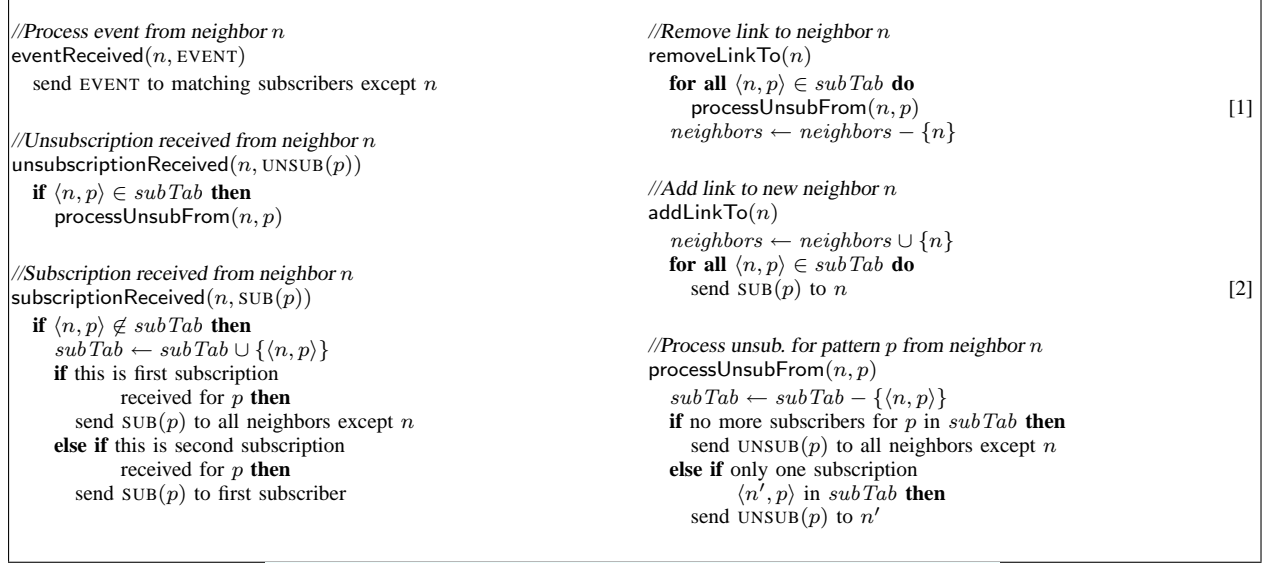 //Process event from neighbor n
eventReceived(n, EVENT)
send EVENT to matching subscribers except n
//Unsubscription received from neighbor n
unsubscriptionReceived(n, UNSUB(p))
if ⟨n, p⟩ ∈ subTab then
processUnsubFrom(n, p)
//Subscription received from neighbor n
subscriptionReceived(n, SUB(p))
if ⟨n, p⟩ ∉ subTab then
subTab ← subTab ∪ {⟨n, p⟩}
if this is first subscription
received for p then
send SUB(p) to all neighbors except n
else if this is second subscription
received for p then
send SUB(p) to first subscriber
//Remove link to neighbor n
removeLinkTo(n)
for all ⟨n, p⟩ ∈ subTab do
processUnsubFrom(n, p) [1]
neighbors ← neighbors − {n}
//Add link to new neighbor n
addLinkTo(n)
neighbors ← neighbors ∪ {n}
for all ⟨n, p⟩ ∈ subTab do
send SUB(p) to n [2]
//Process unsub. for pattern p from neighbor n
processUnsubFrom(n, p)
subTab ← subTab − {⟨n, p⟩}
if no more subscribers for p in subTab then
send UNSUB(p) to all neighbors except n
else if only one subscription
⟨n′, p⟩ in subTab then
send UNSUB(p) to n′